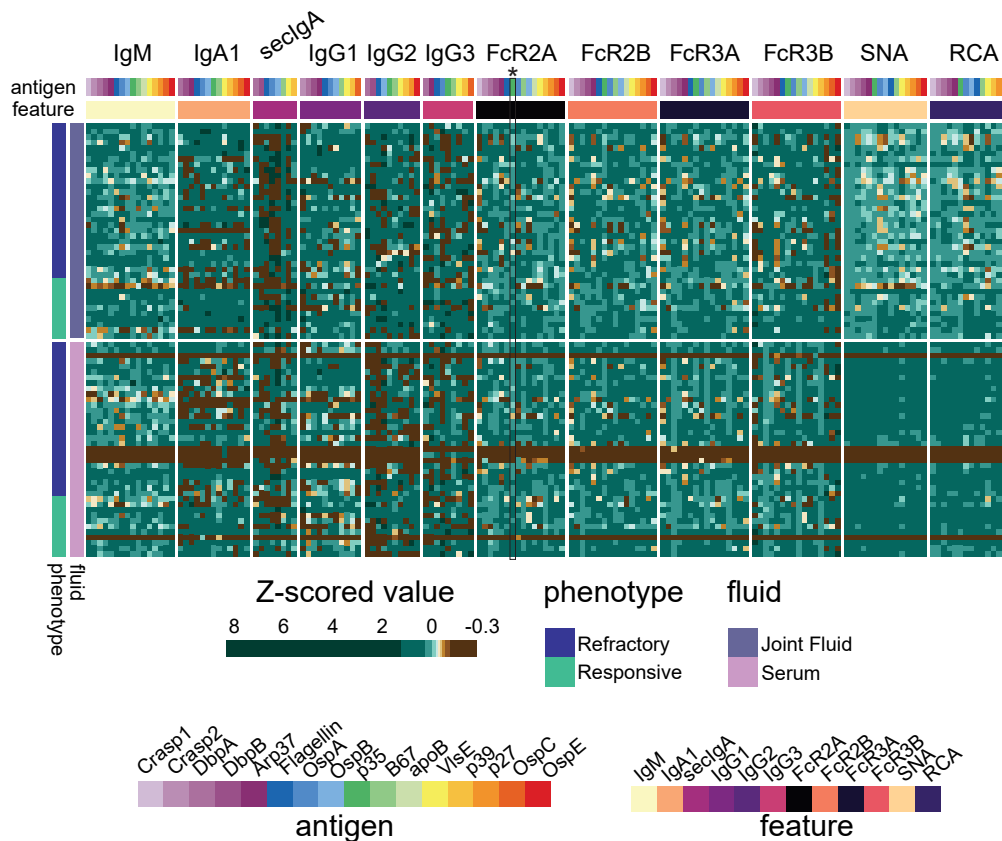 IgM IgA1 secIgA IgG1 IgG2 IgG3 FcR2A FcR2B FcR3A FcR3B SNA RCA
*
antigen
feature
fluid
phenotype
Z-scored value
8 6 4 2 0 -0.3
phenotype
Refractory
Responsive
fluid
Joint Fluid
Serum
Crasp1 Crasp2 DbpA DbpB Arp37 Flagellin OspA OspB p35 B67 apoB VlsE p39 p27 OspC OspE
antigen
IgM IgA1 secIgA IgG1 IgG2 IgG3 FcR2A FcR2B FcR3A FcR3B SNA RCA
feature